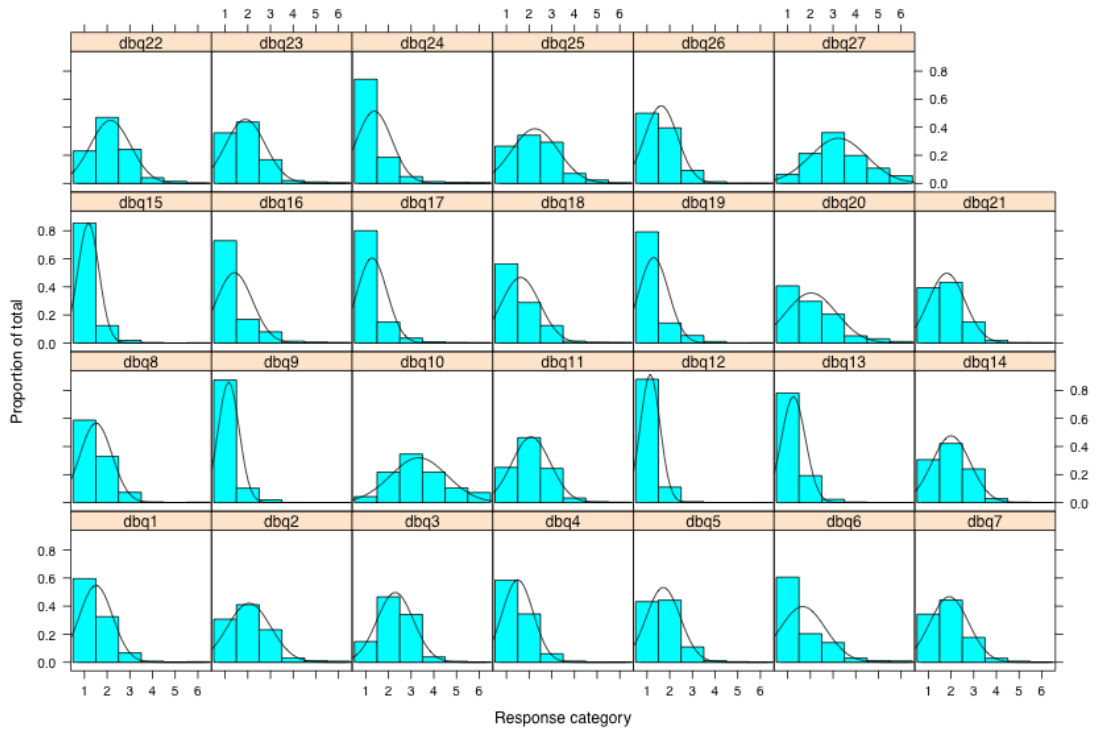 1 2 3 4 5 6 1 2 3 4 5 6 1 2 3 4 5 6
dbq22 dbq23 dbq24 dbq25 dbq26 dbq27
0.8
0.6
0.4
0.2
0.0
dbq15 dbq16 dbq17 dbq18 dbq19 dbq20 dbq21
0.8
0.6
0.4
0.2
0.0
dbq8 dbq9 dbq10 dbq11 dbq12 dbq13 dbq14
0.8
0.6
0.4
0.2
0.0
dbq1 dbq2 dbq3 dbq4 dbq5 dbq6 dbq7
0.8
0.6
0.4
0.2
0.0
1 2 3 4 5 6 1 2 3 4 5 6 1 2 3 4 5 6 1 2 3 4 5 6
Proportion of total
Response category